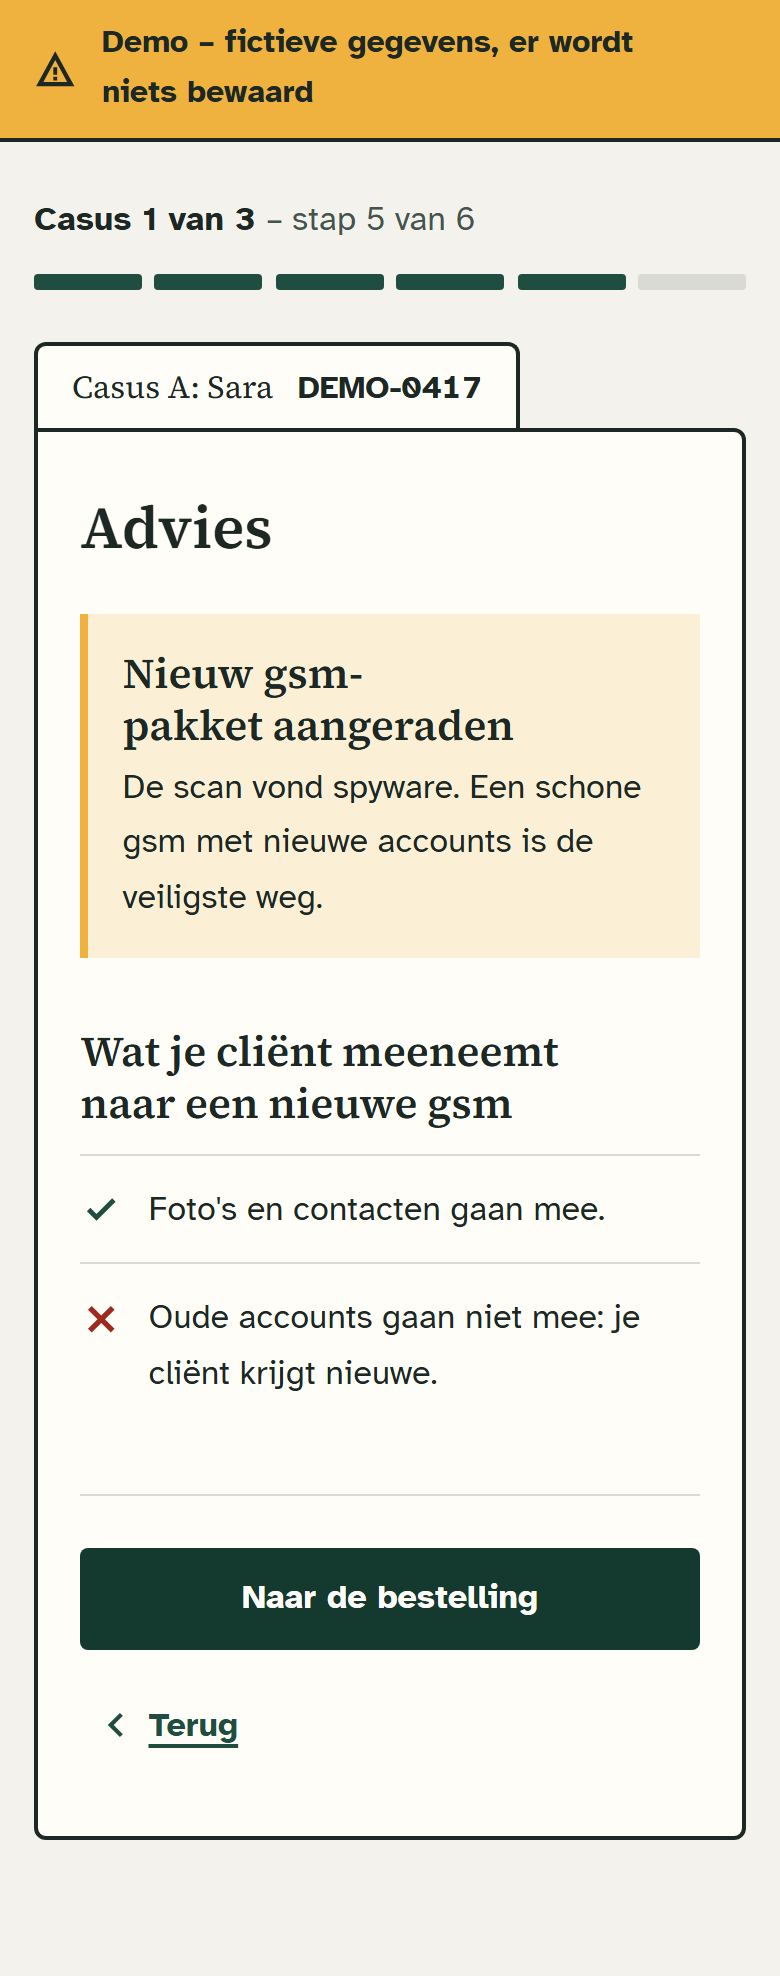 Demo – fictieve gegevens, er wordt
niets bewaard
Casus 1 van 3 – stap 5 van 6
Casus A: Sara DEMO-0417
Advies
Nieuw gsm-
pakket aangeraden
De scan vond spyware. Een schone
gsm met nieuwe accounts is de
veiligste weg.
Wat je cliënt meeneemt
naar een nieuwe gsm
Foto's en contacten gaan mee.
Oude accounts gaan niet mee: je
cliënt krijgt nieuwe.
Naar de bestelling
Terug